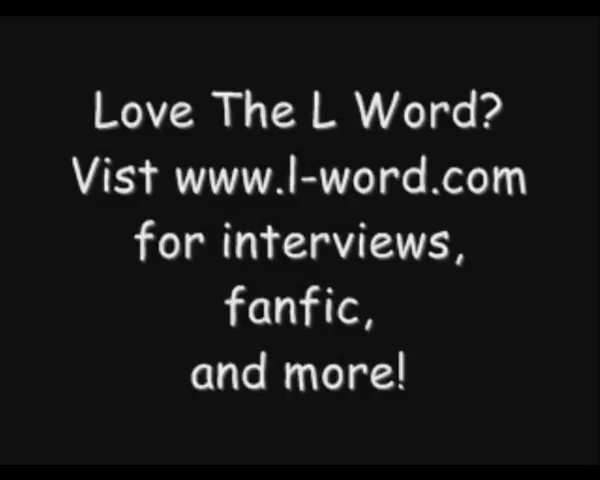 Love The L Word?
Vist www.l-word.com
for interviews,
fanfic,
and more!